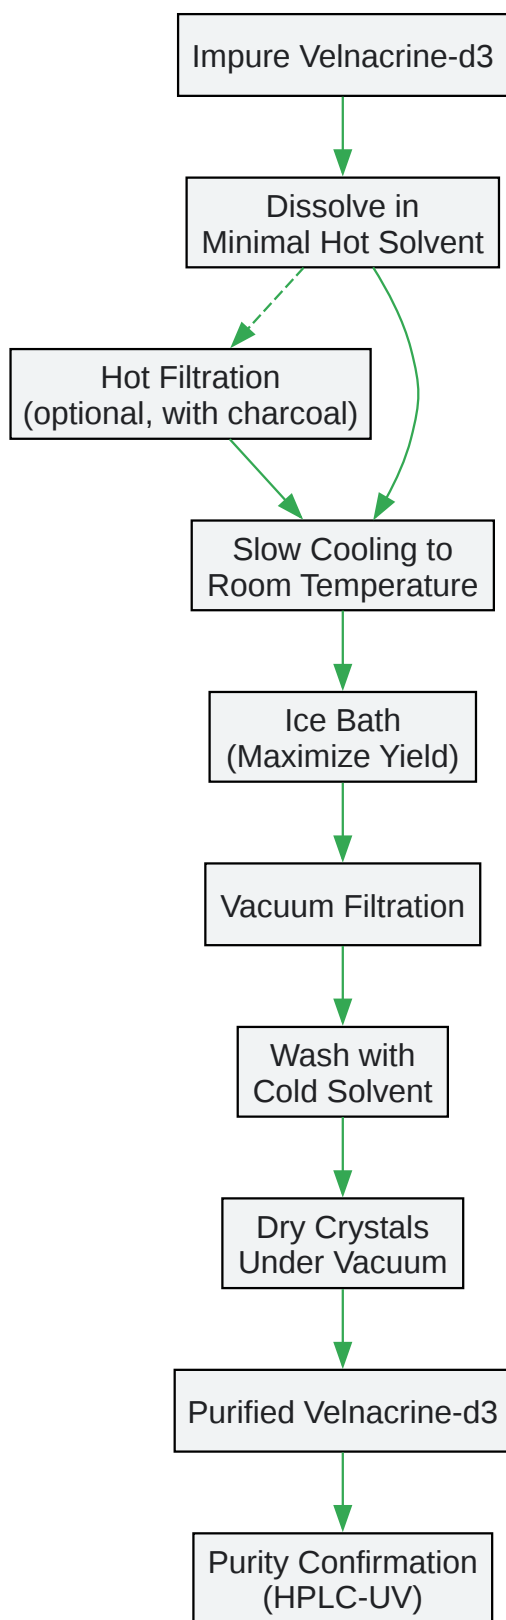 Impure Velnacrine-d3
Dissolve in
Minimal Hot Solvent
Hot Filtration
(optional, with charcoal)
Slow Cooling to
Room Temperature
Ice Bath
(Maximize Yield)
Vacuum Filtration
Wash with
Cold Solvent
Dry Crystals
Under Vacuum
Purified Velnacrine-d3
Purity Confirmation
(HPLC-UV)